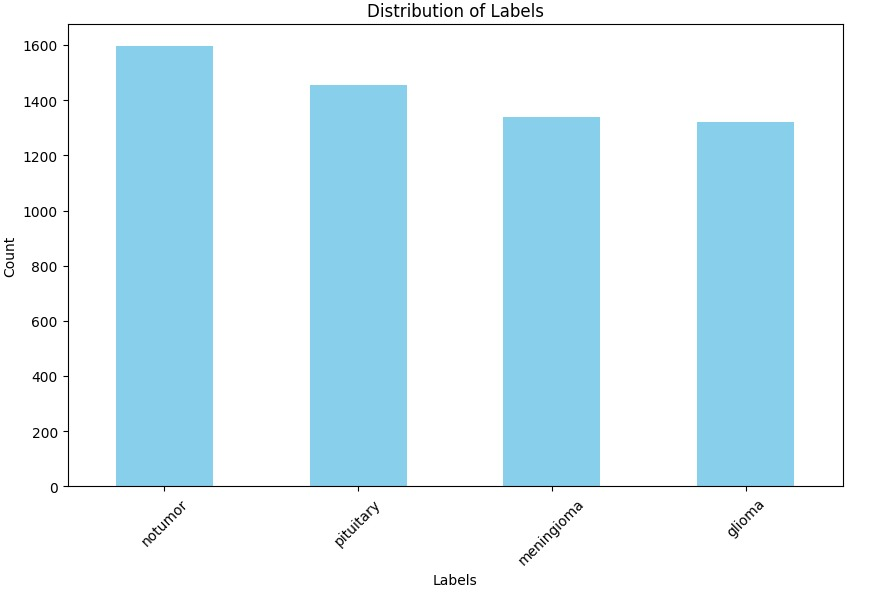 Distribution of Labels
1600
1400
1200
1000
800
600
400
200
0
Count
notumor
pituitary
meningioma
glioma
Labels